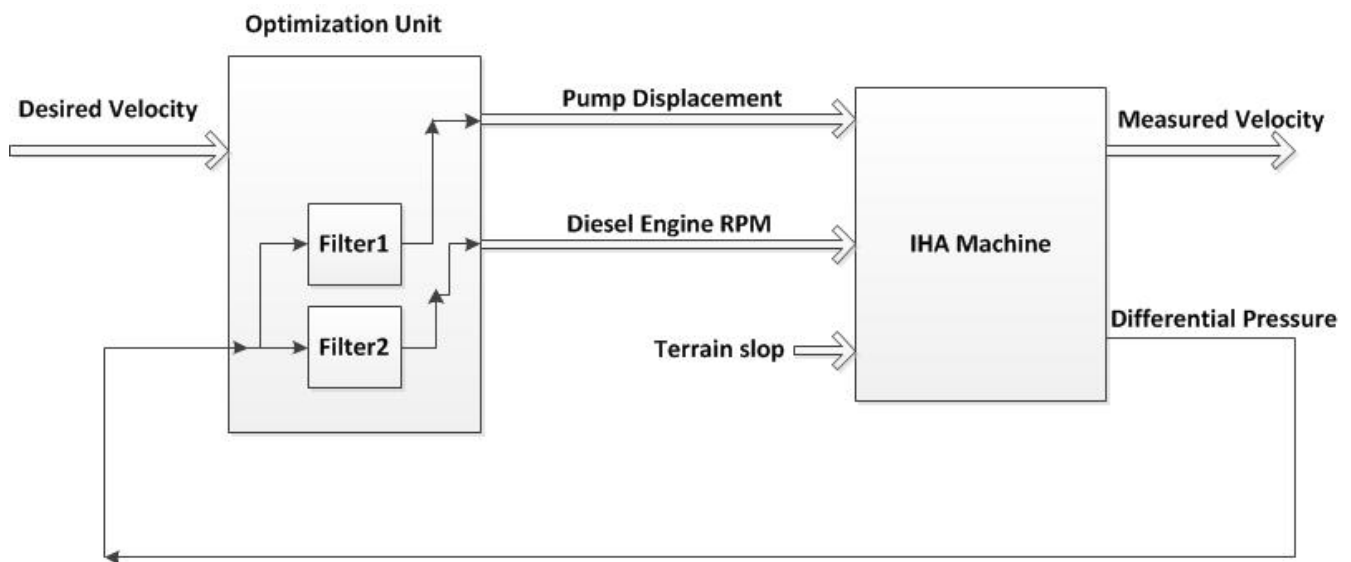 Optimization Unit
Desired Velocity
Pump Displacement
Measured Velocity
Filter1
Diesel Engine RPM
IHA Machine
Filter2
Terrain slop
Differential Pressure